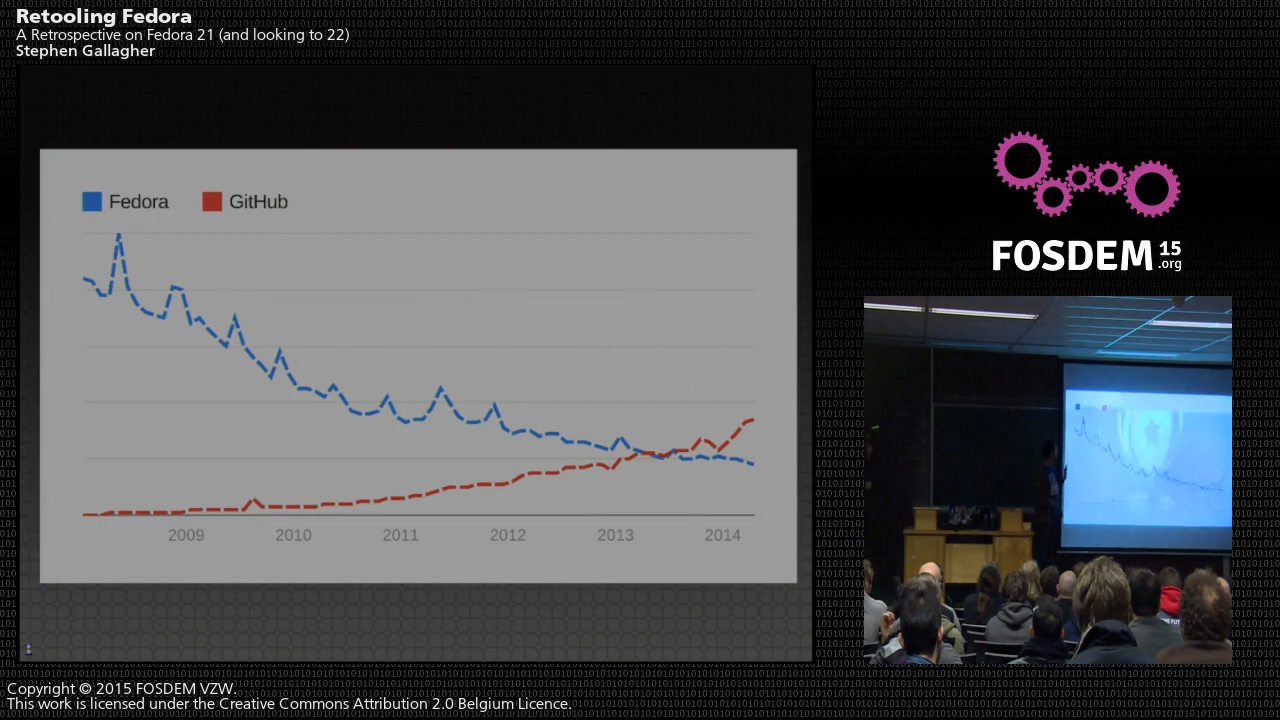 Retooling Fedora
A Retrospective on Fedora 21 (and looking to 22)
Stephen Gallagher
Fedora
GitHub
2009
2010
2011
2012
2013
2014
FOSDEM 15
.org
Copyright © 2015 FOSDEM VZW.
This work is licensed under the Creative Commons Attribution 2.0 Belgium Licence.